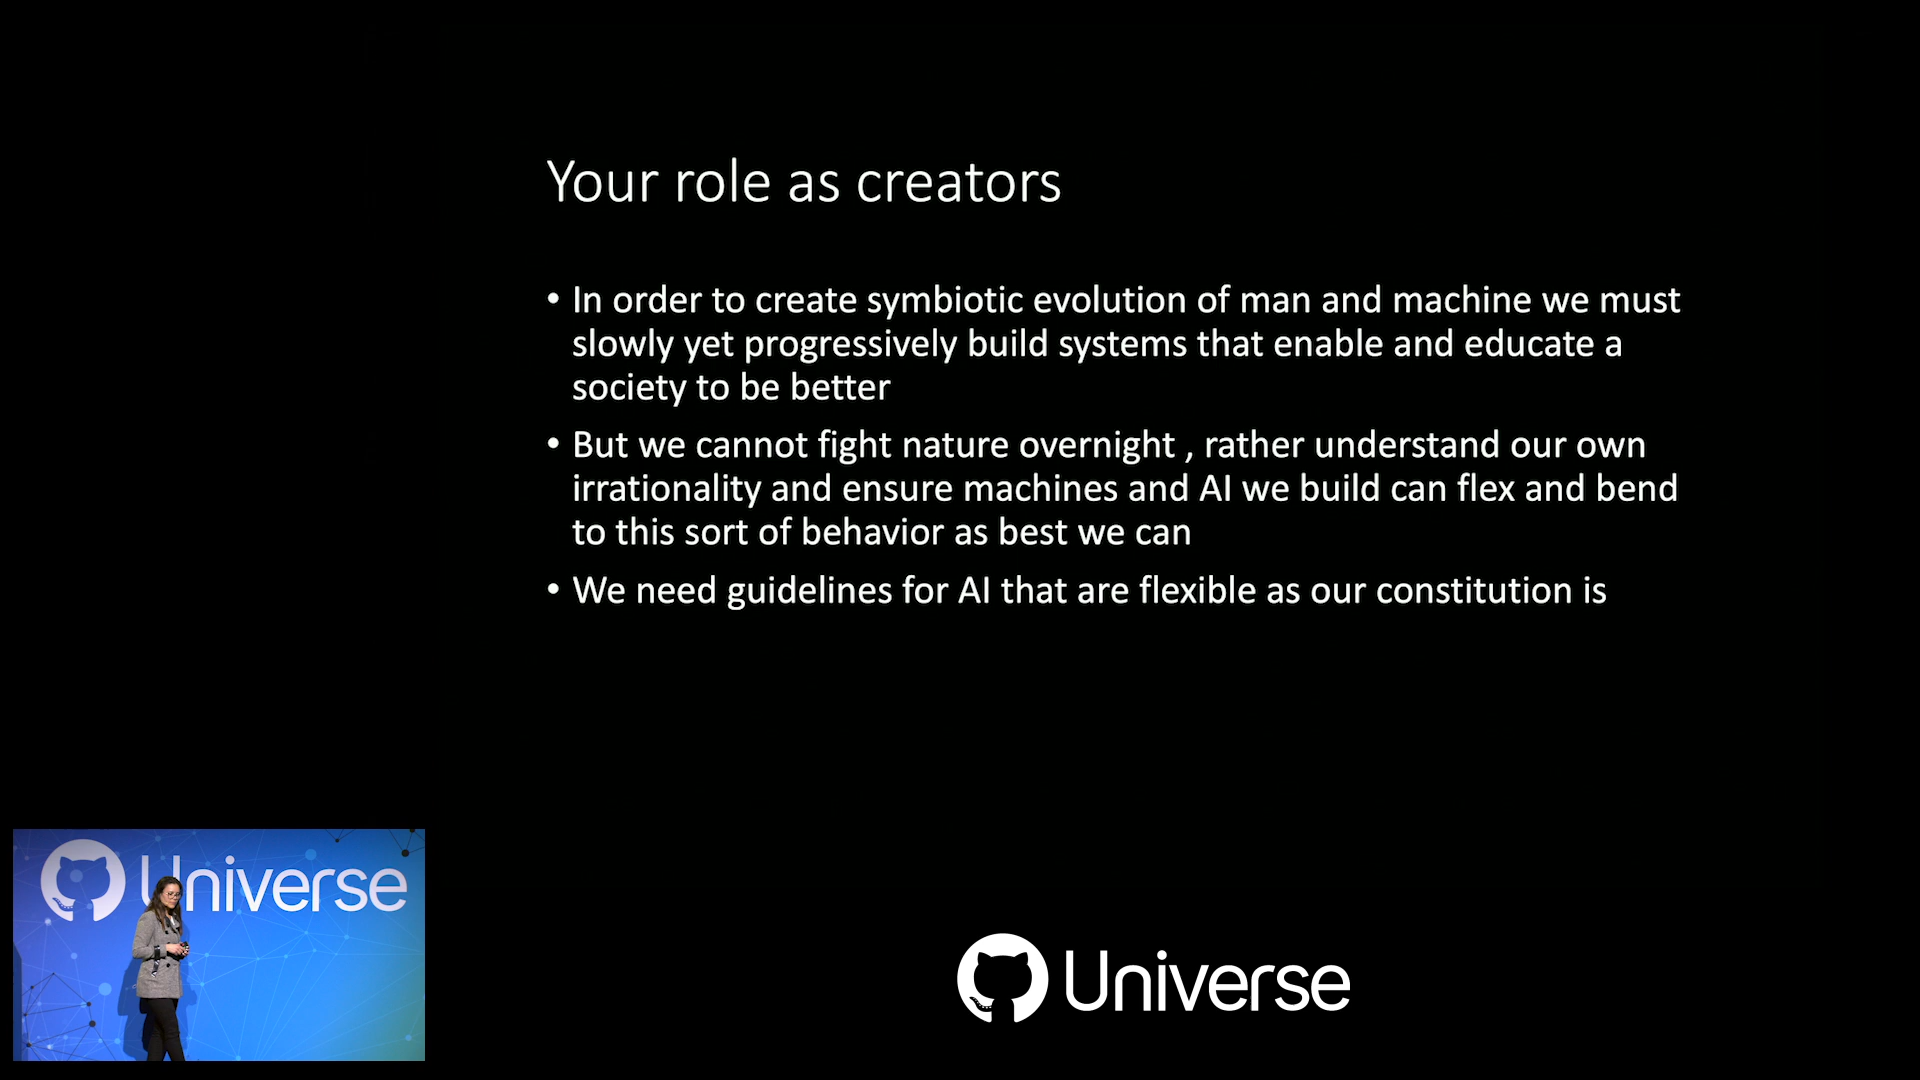 Your role as creators
• In order to create symbiotic evolution of man and machine we must
slowly yet progressively build systems that enable and educate a
society to be better
• But we cannot fight nature overnight , rather understand our own
irrationality and ensure machines and AI we build can flex and bend
to this sort of behavior as best we can
• We need guidelines for AI that are flexible as our constitution is
Universe
Universe